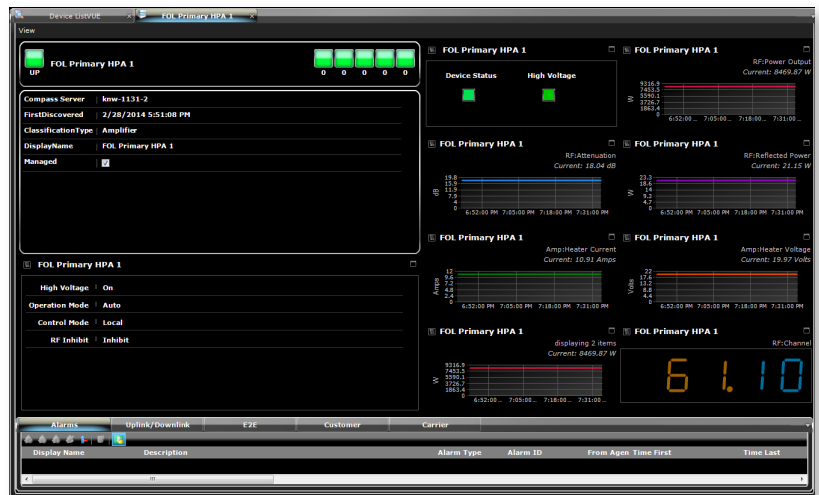 Device ListVUE
FOL Primary HPA 1
View
FOL Primary HPA 1
UP
0 0 0 0 0
Compass Server knw-1131-2
FirstDiscovered 2/28/2014 5:51:08 PM
ClassificationType Amplifier
DisplayName FOL Primary HPA 1
Managed
FOL Primary HPA 1
High Voltage On
Operation Mode Auto
Control Mode Local
RF Inhibit Inhibit
FOL Primary HPA 1
Device Status High Voltage
FOL Primary HPA 1
RF:Power Output
Current: 8469.87 W
9316.9
7453.5
5590.1
3726.7
1863.4
0
W
6:52:00 ... 7:05:00 ... 7:18:00 ... 7:31:00 ...
FOL Primary HPA 1
RF:Attenuation
Current: 18.04 dB
19.8
15.9
11.9
7.9
4
0
dB
6:52:00 PM 7:05:00 PM 7:18:00 PM 7:31:00 PM
FOL Primary HPA 1
RF:Reflected Power
Current: 21.15 W
23.3
18.6
14
9.3
4.7
0
W
6:52:00 PM 7:05:00 PM 7:18:00 PM 7:31:00 PM
FOL Primary HPA 1
Amp:Heater Current
Current: 10.91 Amps
12
9.6
7.2
4.8
2.4
0
Amps
6:52:00 PM 7:05:00 PM 7:18:00 PM 7:31:00 PM
FOL Primary HPA 1
Amp:Heater Voltage
Current: 19.97 Volts
22
17.6
13.2
8.8
4.4
0
Volts
6:52:00 PM 7:05:00 PM 7:18:00 PM 7:31:00 PM
FOL Primary HPA 1
displaying 2 items
Current: 8469.87 W
9316.9
7453.5
5590.1
3726.7
1863.4
0
W
6:52:00 ... 7:05:00 ... 7:18:00 ... 7:31:00 ...
FOL Primary HPA 1
RF:Channel
61.10
Alarms Uplink/Downlink E2E Customer Carrier
Display Name Description Alarm Type Alarm ID From Agen Time First Time Last